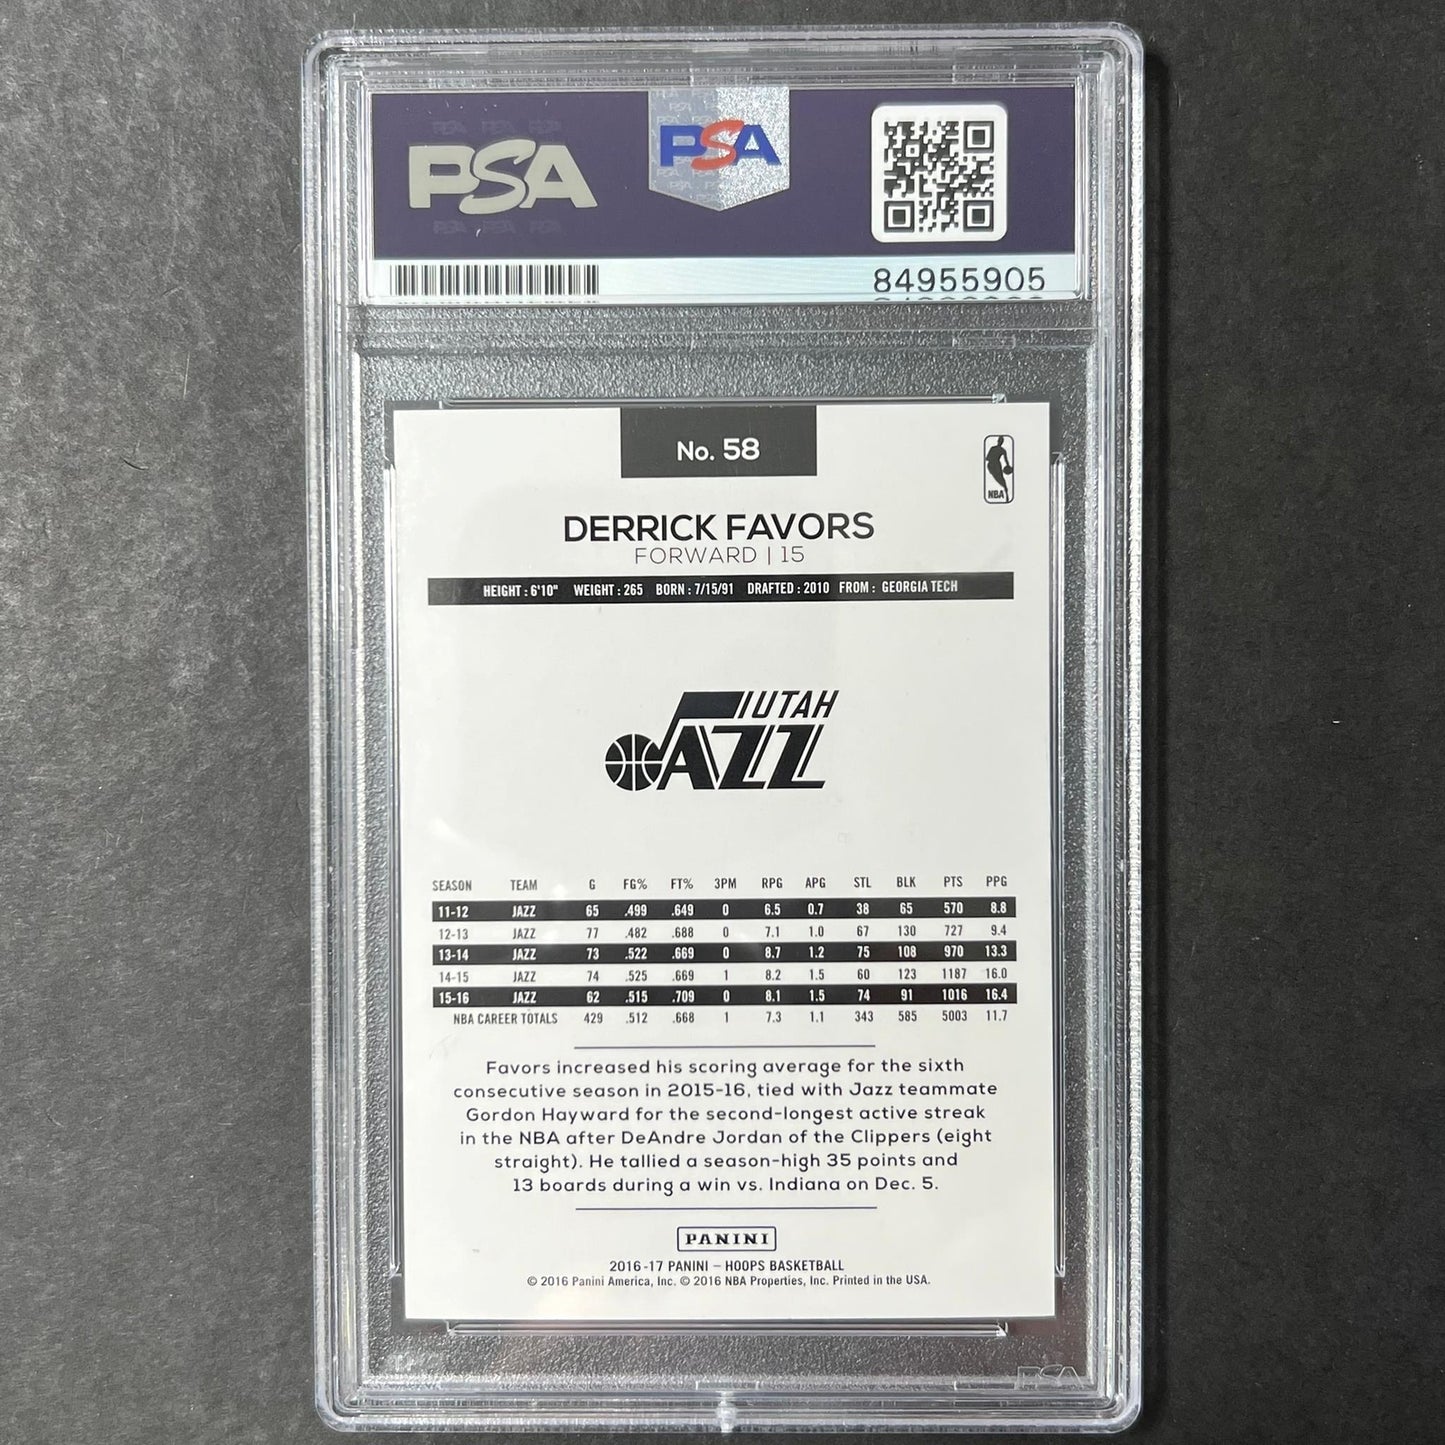 PSA
PSA
84955905
No. 58
NBA
DERRICK FAVORS
FORWARD | 15
HEIGHT : 6'10" WEIGHT : 265 BORN : 7/15/91 DRAFTED : 2010 FROM : GEORGIA TECH
UTAH
JAZZ
SEASON TEAM G FG% FT% 3PM RPG APG STL BLK PTS PPG
11-12 JAZZ 65 .499 .649 0 6.5 0.7 38 65 570 8.8
12-13 JAZZ 77 .482 .688 0 7.1 1.0 67 130 727 9.4
13-14 JAZZ 73 .522 .669 0 8.7 1.2 75 108 970 13.3
14-15 JAZZ 74 .525 .669 1 8.2 1.5 60 123 1187 16.0
15-16 JAZZ 62 .515 .709 0 8.1 1.5 74 91 1016 16.4
NBA CAREER TOTALS 429 .512 .668 1 7.3 1.1 343 585 5003 11.7
Favors increased his scoring average for the sixth
consecutive season in 2015-16, tied with Jazz teammate
Gordon Hayward for the second-longest active streak
in the NBA after DeAndre Jordan of the Clippers (eight
straight). He tallied a season-high 35 points and
13 boards during a win vs. Indiana on Dec. 5.
PANINI
2016-17 PANINI – HOOPS BASKETBALL
© 2016 Panini America, Inc. © 2016 NBA Properties, Inc. Printed in the USA.
PSA